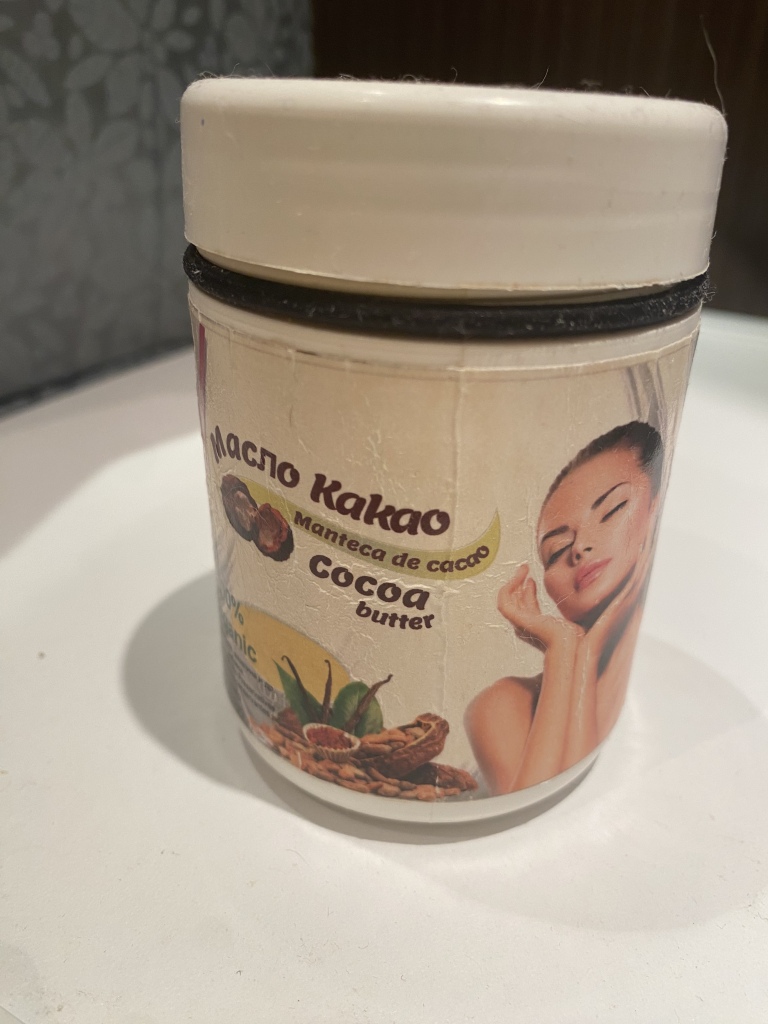 Масло Какао
Manteca de cacao
Cocoa
butter